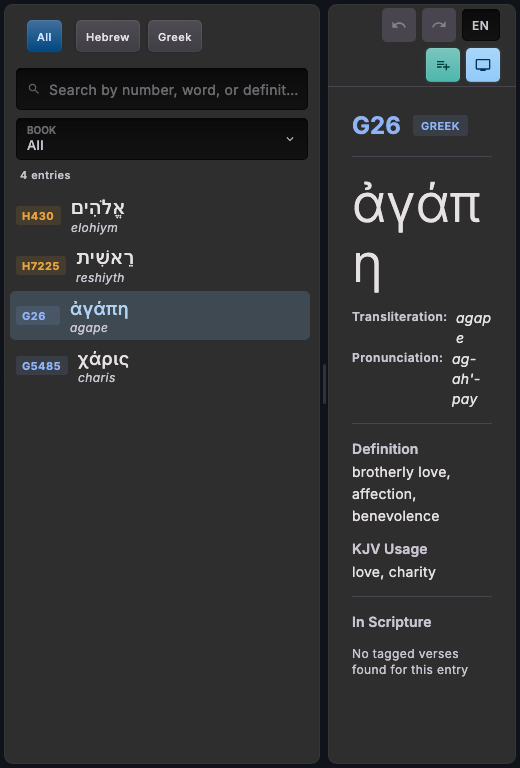 All Hebrew Greek
Search by number, word, or definit...
BOOK
All
4 entries
H430 אֱלֹהִים
elohiym
H7225 רֵאשִׁית
reshiyth
G26 ἀγάπη
agape
G5485 χάρις
charis
EN
G26 GREEK
ἀγάπ
η
Transliteration: agap
e
Pronunciation: ag-
ah'-
pay
Definition
brotherly love,
affection,
benevolence
KJV Usage
love, charity
In Scripture
No tagged verses
found for this entry